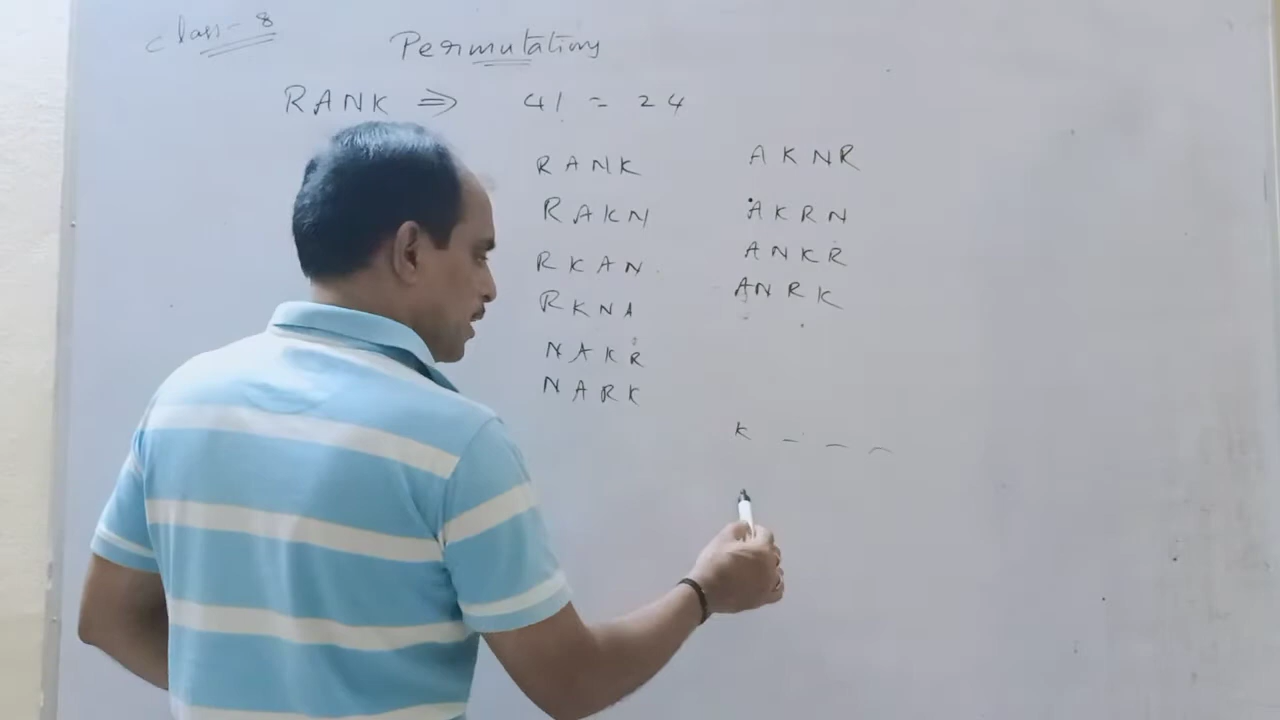 class-8
Permutations
RANK ⇒ 4! = 24
RANK
RAKN
RKAN
RKNA
NAKR
NARK
AKNR
AKRN
ANKR
ANRK
K _ _ _